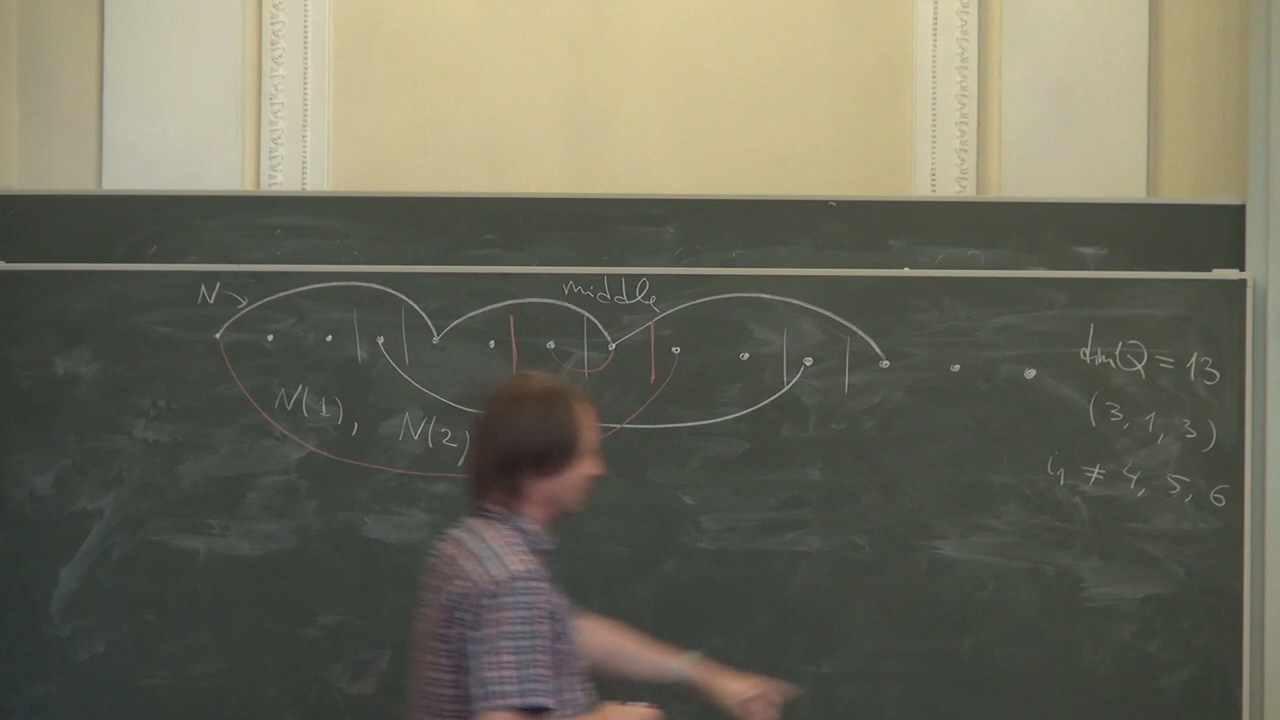 N middle
dim Q = 13
(3, 1, 3)
N(1), N(2)
i₁ ≠ 4, 5, 6